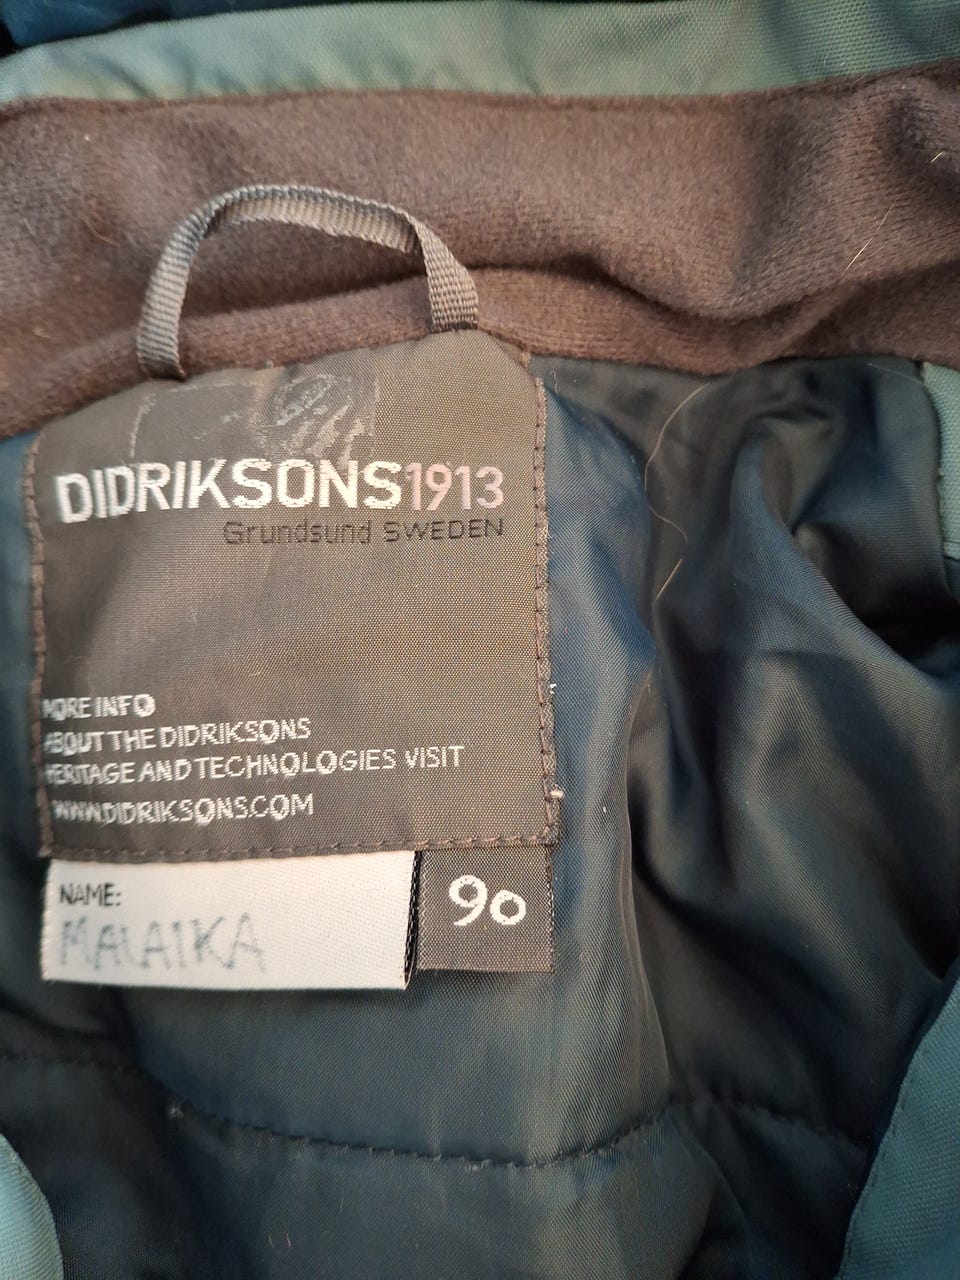 DIDRIKSONS1913
Grundsund SWEDEN
MORE INFO
ABOUT THE DIDRIKSONS
HERITAGE AND TECHNOLOGIES VISIT
WWW.DIDRIKSONS.COM
NAME:
MALAIKA
90